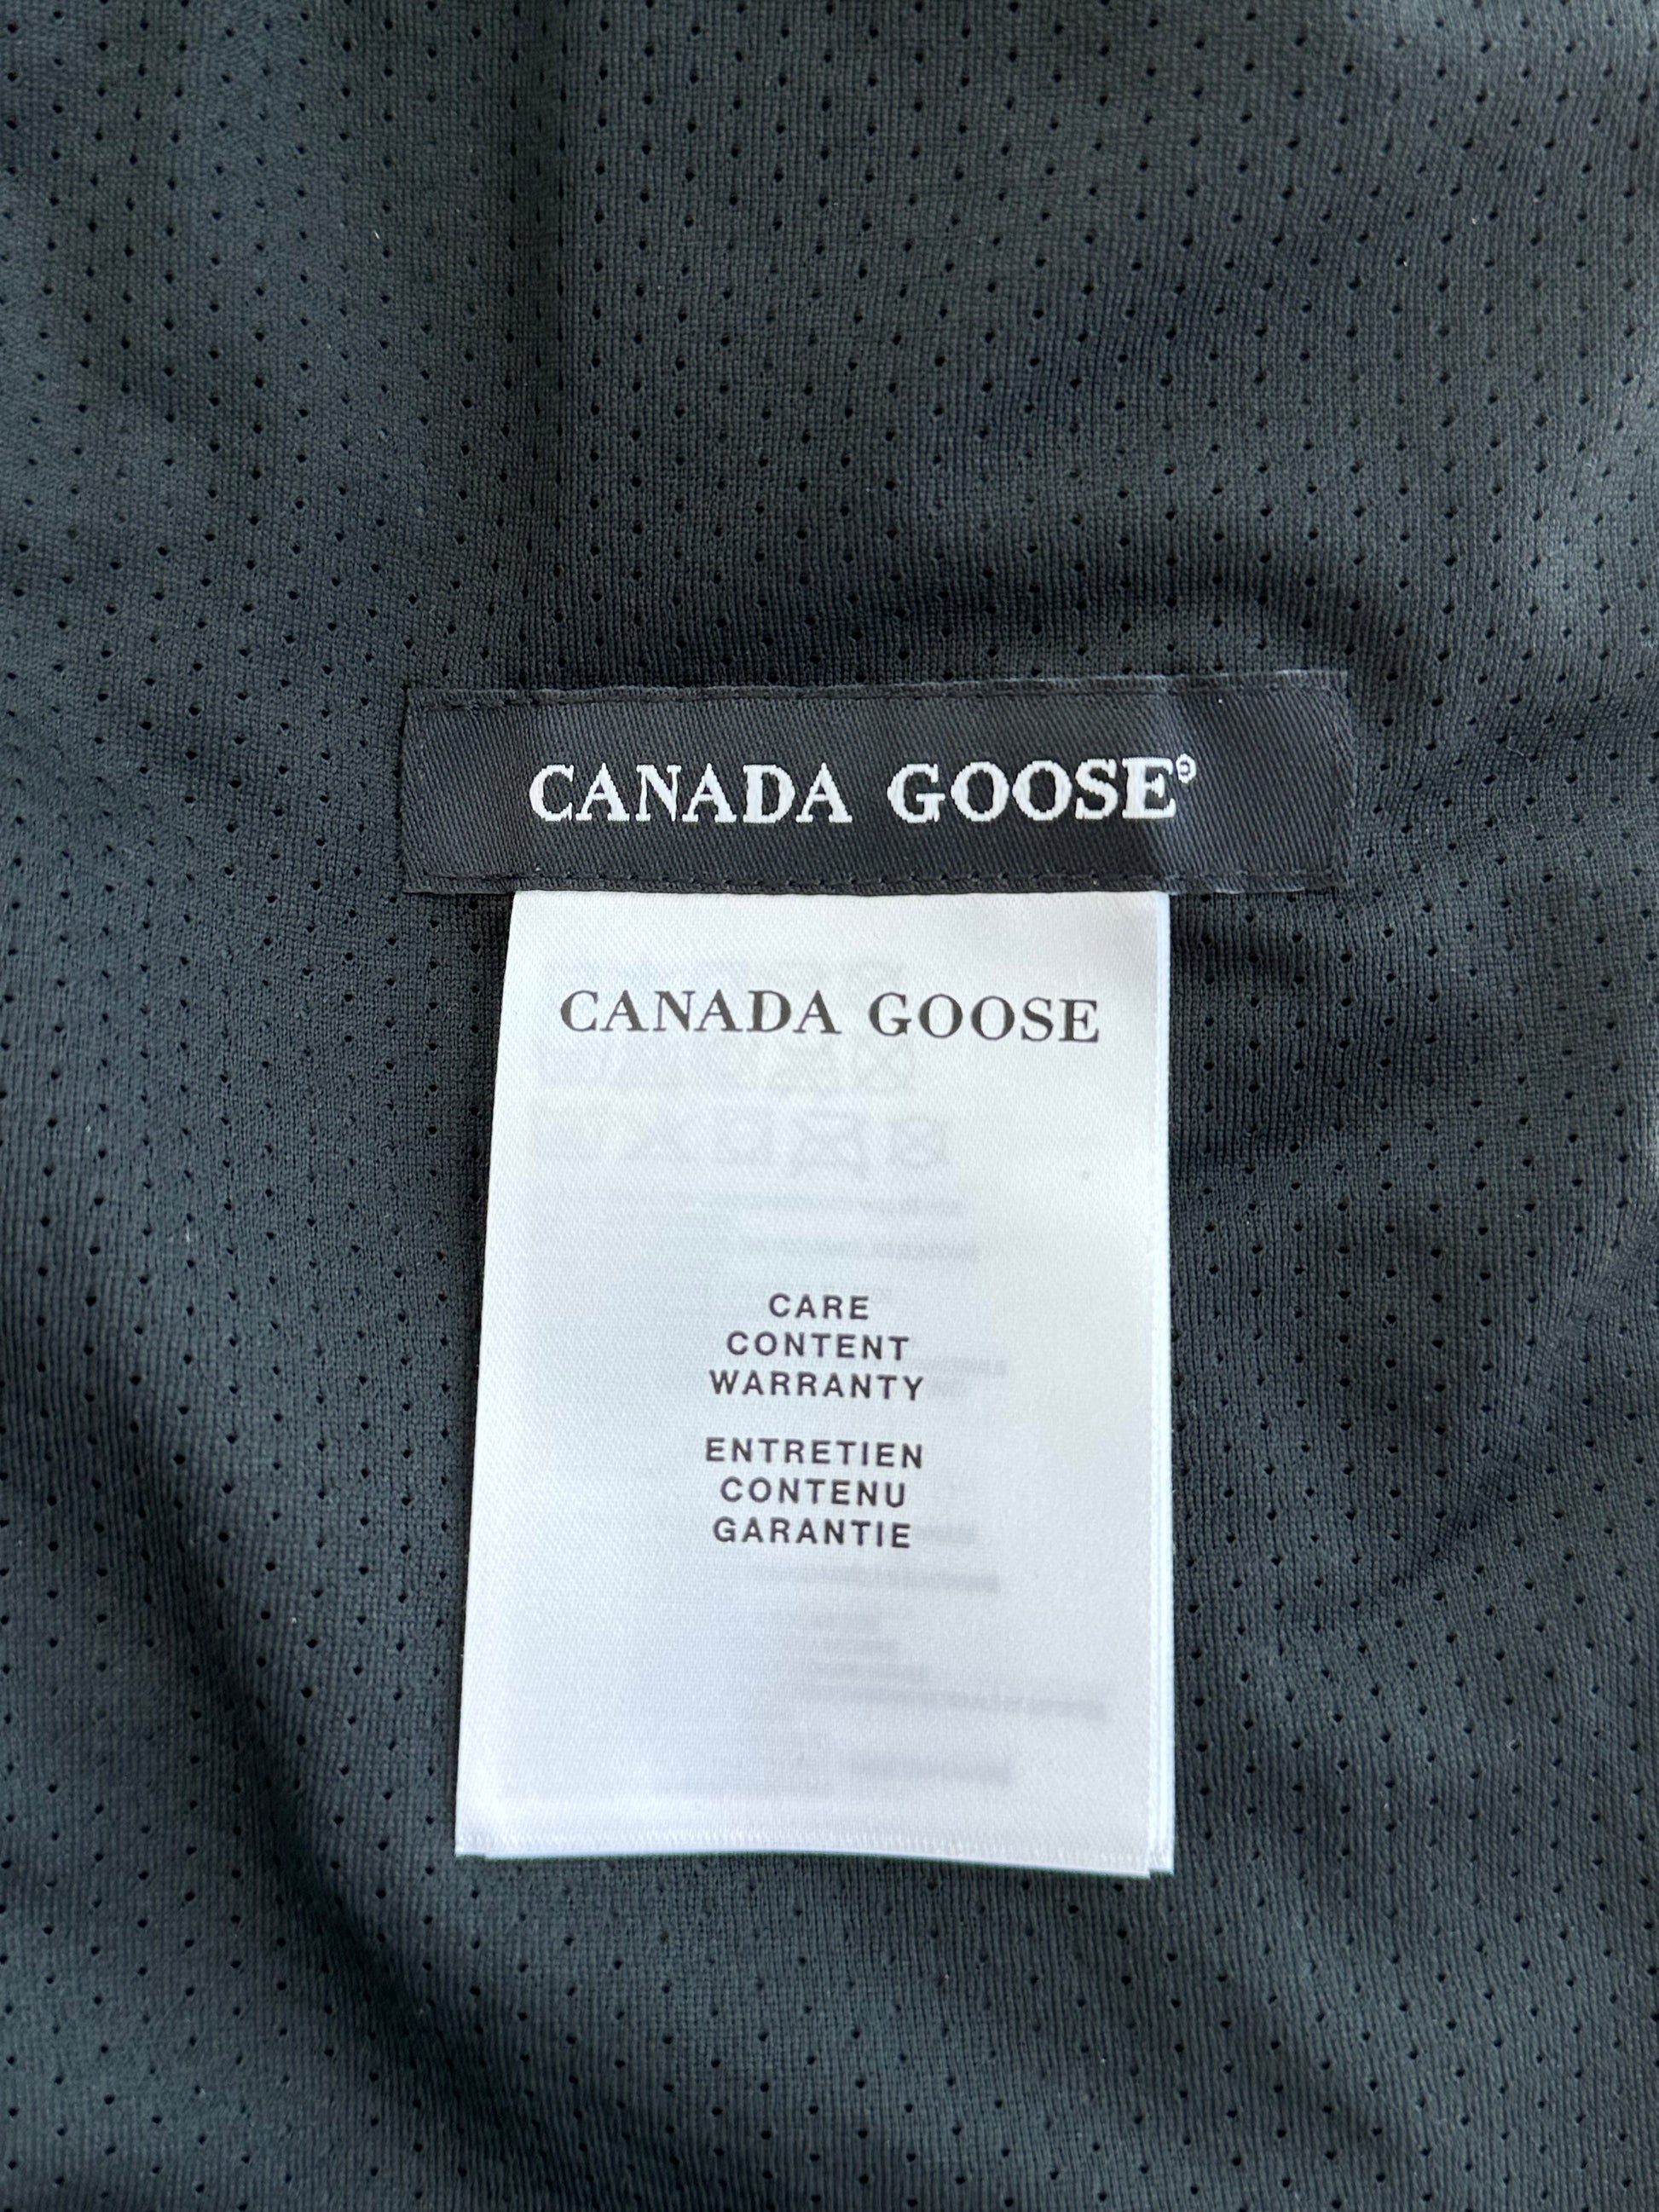 CANADA GOOSE®
CANADA GOOSE
CARE
CONTENT
WARRANTY
ENTRETIEN
CONTENU
GARANTIE